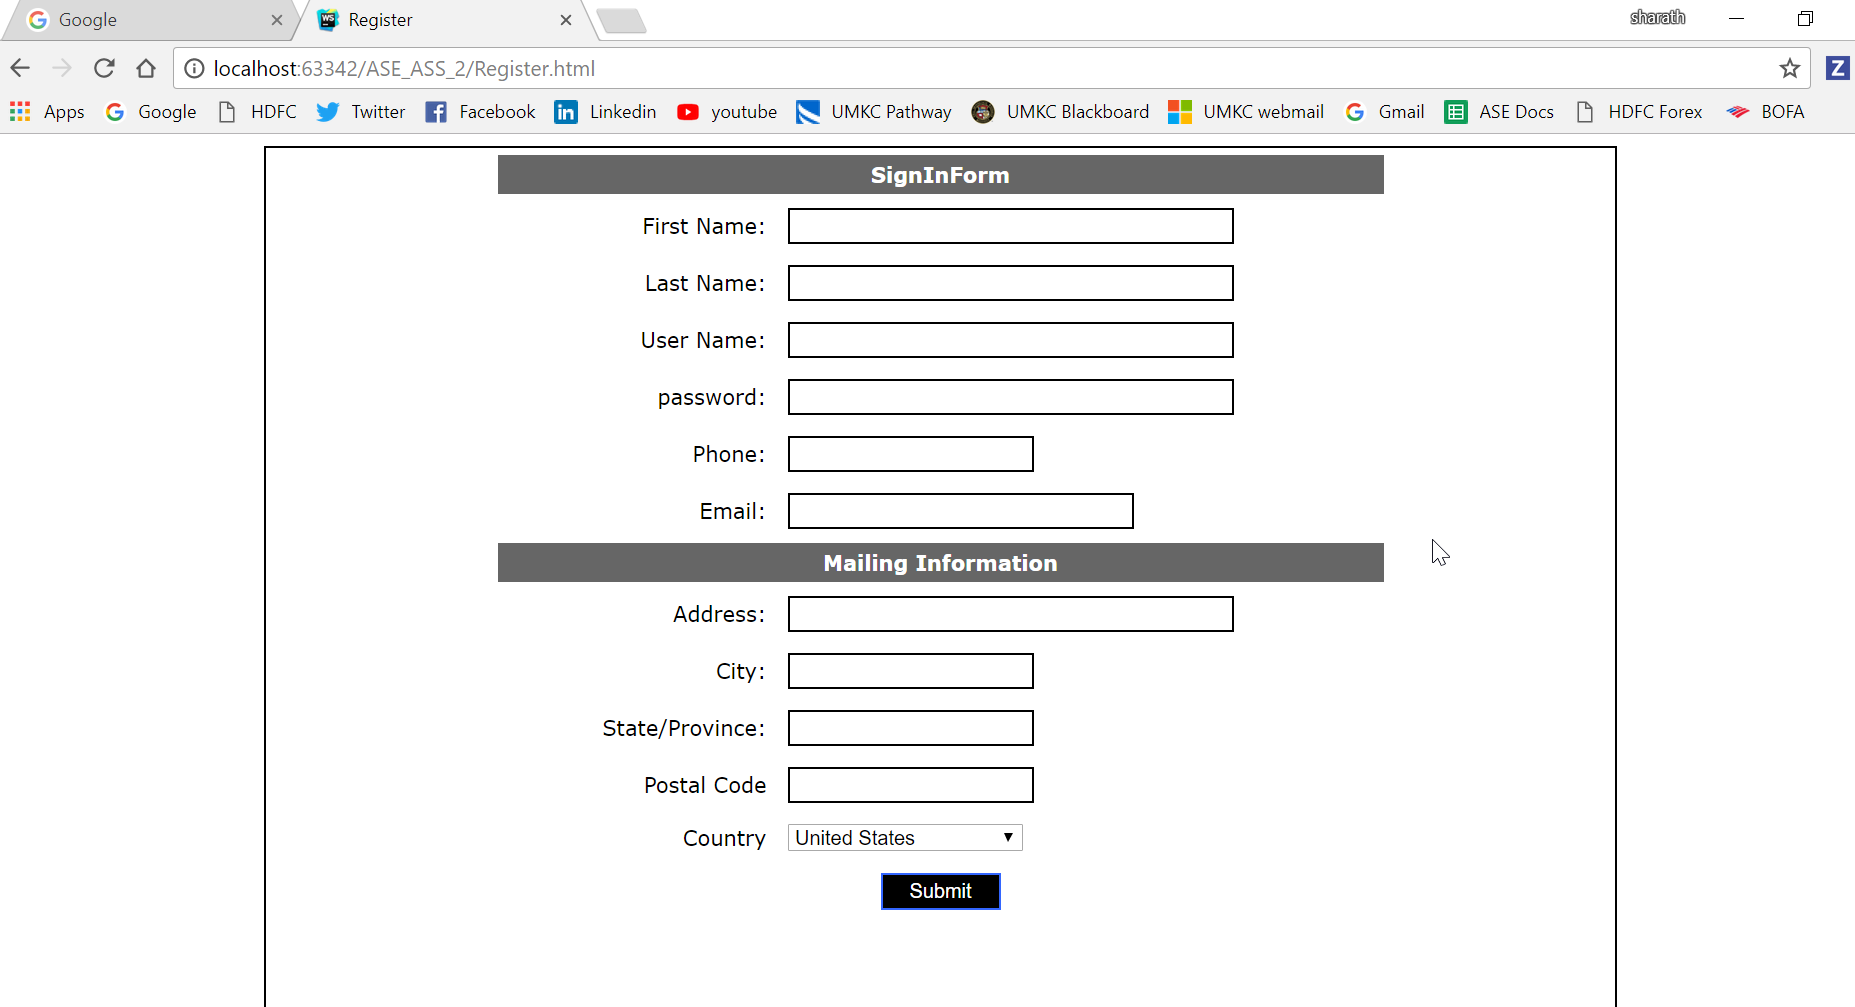 Google
WS Register
sharath
localhost:63342/ASE_ASS_2/Register.html
Z
Apps Google HDFC Twitter Facebook in Linkedin youtube UMKC Pathway UMKC Blackboard UMKC webmail Gmail ASE Docs HDFC Forex BOFA
SignInForm
First Name:
Last Name:
User Name:
password:
Phone:
Email:
Mailing Information
Address:
City:
State/Province:
Postal Code
Country United States
Submit